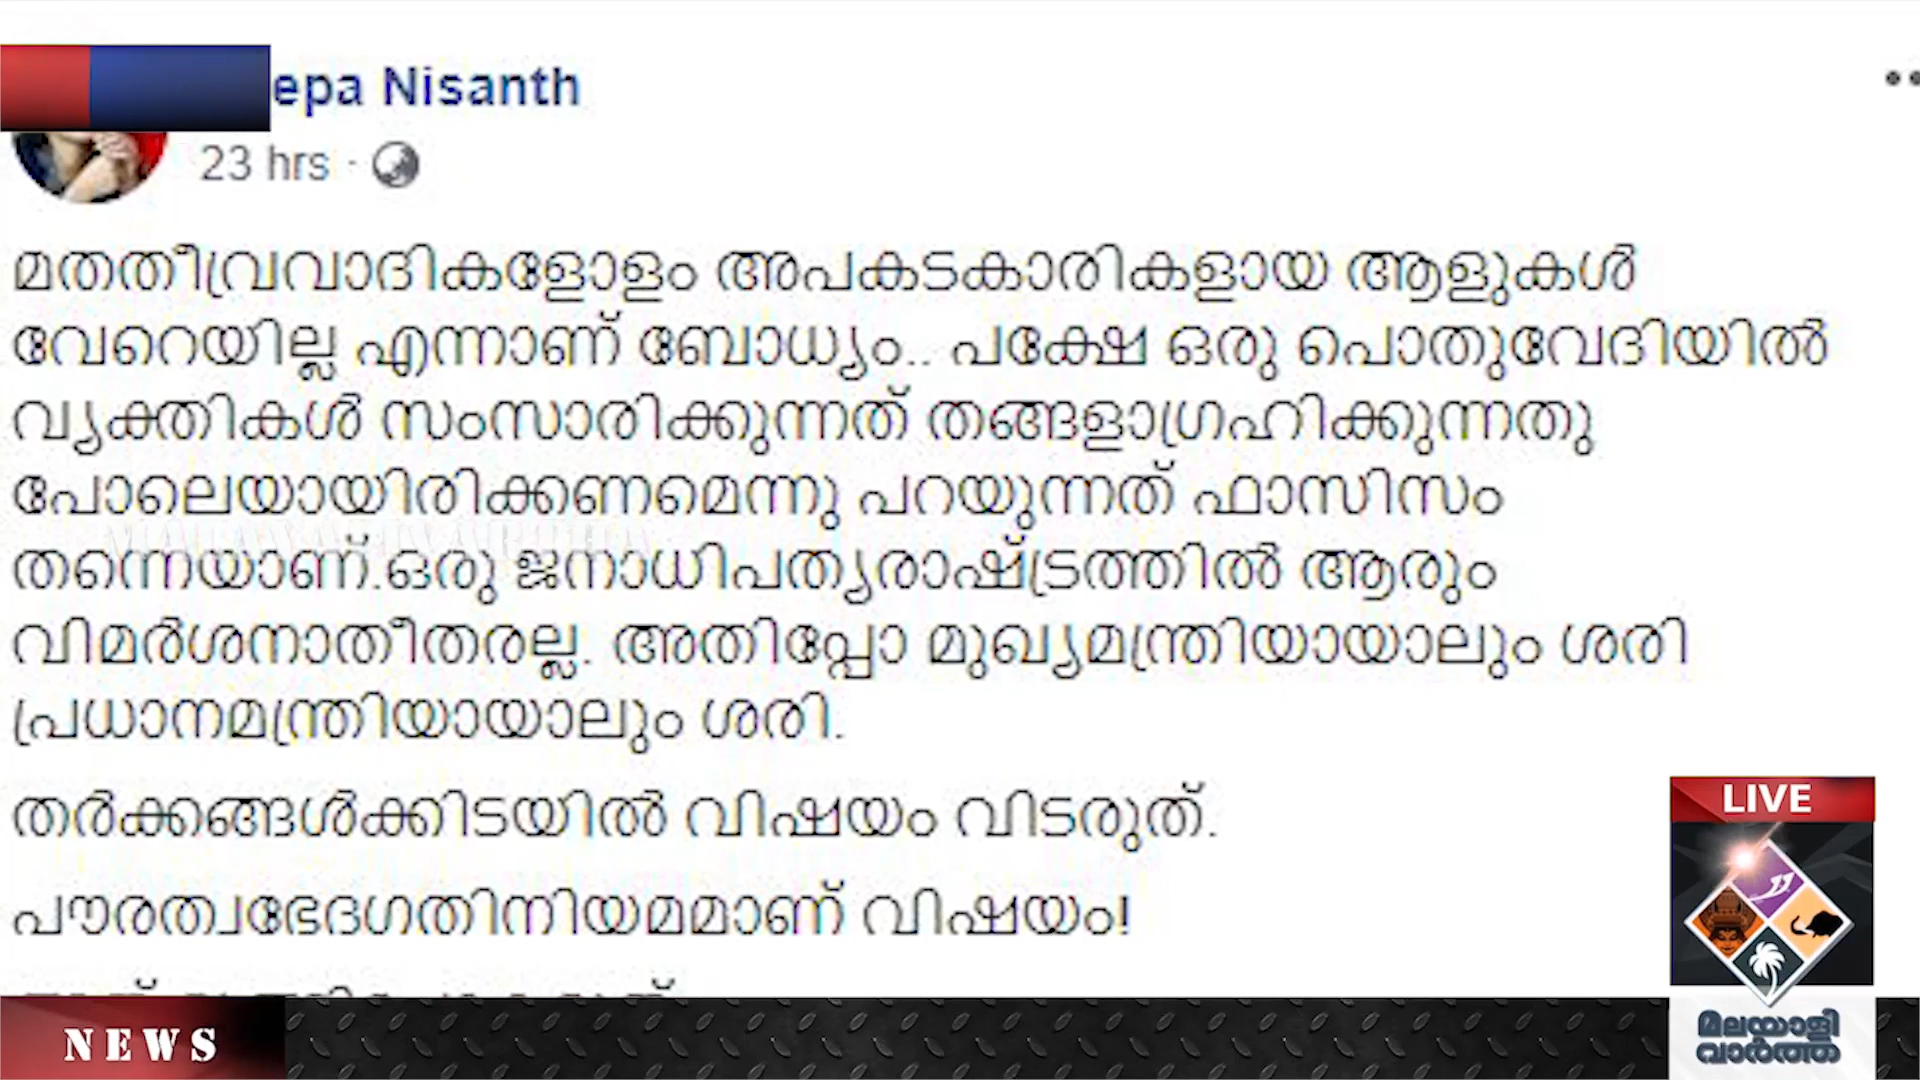 epa Nisanth
23 hrs ·
മതതീവ്രവാദികളോളം അപകടകാരികളായ ആളുകൾ
വേറെയില്ല എന്നാണ് ബോധ്യം.. പക്ഷേ ഒരു പൊതുവേദിയിൽ
വ്യക്തികൾ സംസാരിക്കുന്നത് തങ്ങളാഗ്രഹിക്കുന്നതു
പോലെയായിരിക്കണമെന്നു പറയുന്നത് ഫാസിസം
തന്നെയാണ്.ഒരു ജനാധിപത്യരാഷ്ട്രത്തിൽ ആരും
വിമർശനാതീതരല്ല. അതിപ്പോ മുഖ്യമന്ത്രിയായാലും ശരി
പ്രധാനമന്ത്രിയായാലും ശരി.
തർക്കങ്ങൾക്കിടയിൽ വിഷയം വിടരുത്.
പൗരത്വഭേദഗതിനിയമമാണ് വിഷയം!
LIVE
NEWS
മലയാളി
വാർത്ത